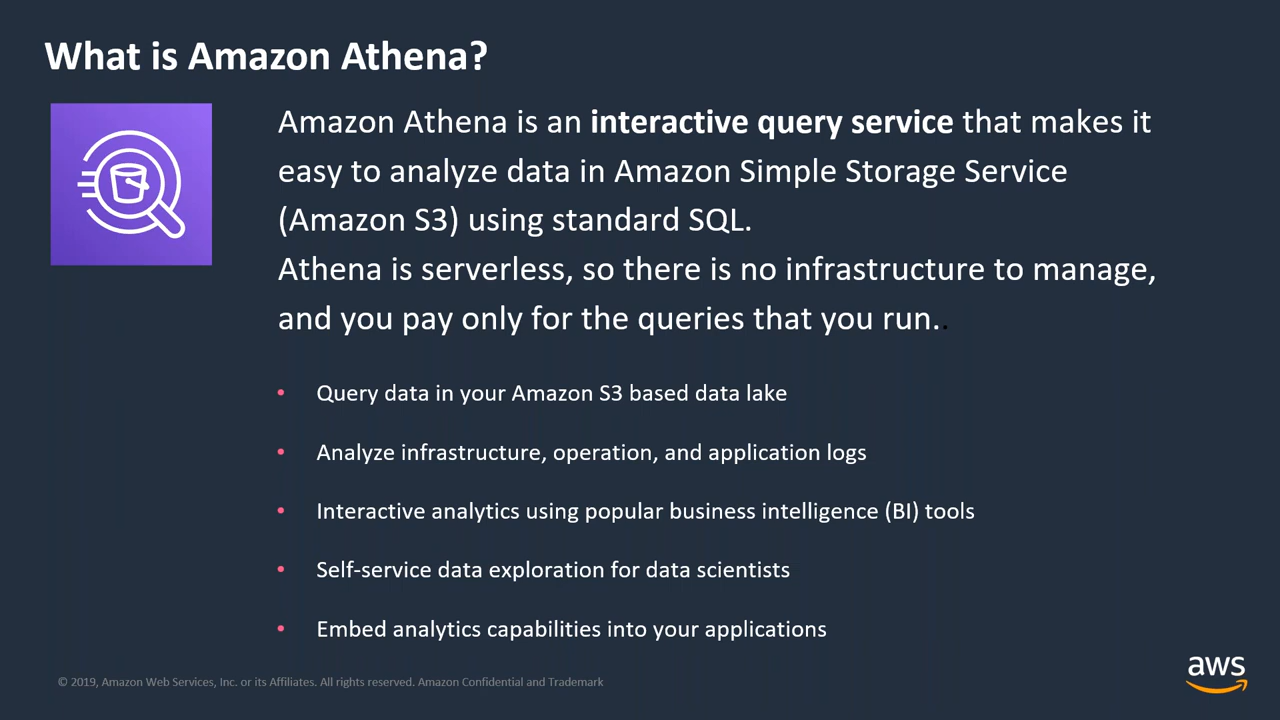 What is Amazon Athena?
Amazon Athena is an interactive query service that makes it
easy to analyze data in Amazon Simple Storage Service
(Amazon S3) using standard SQL.
Athena is serverless, so there is no infrastructure to manage,
and you pay only for the queries that you run..
• Query data in your Amazon S3 based data lake
• Analyze infrastructure, operation, and application logs
• Interactive analytics using popular business intelligence (BI) tools
• Self-service data exploration for data scientists
• Embed analytics capabilities into your applications
© 2019, Amazon Web Services, Inc. or its Affiliates. All rights reserved. Amazon Confidential and Trademark
aws